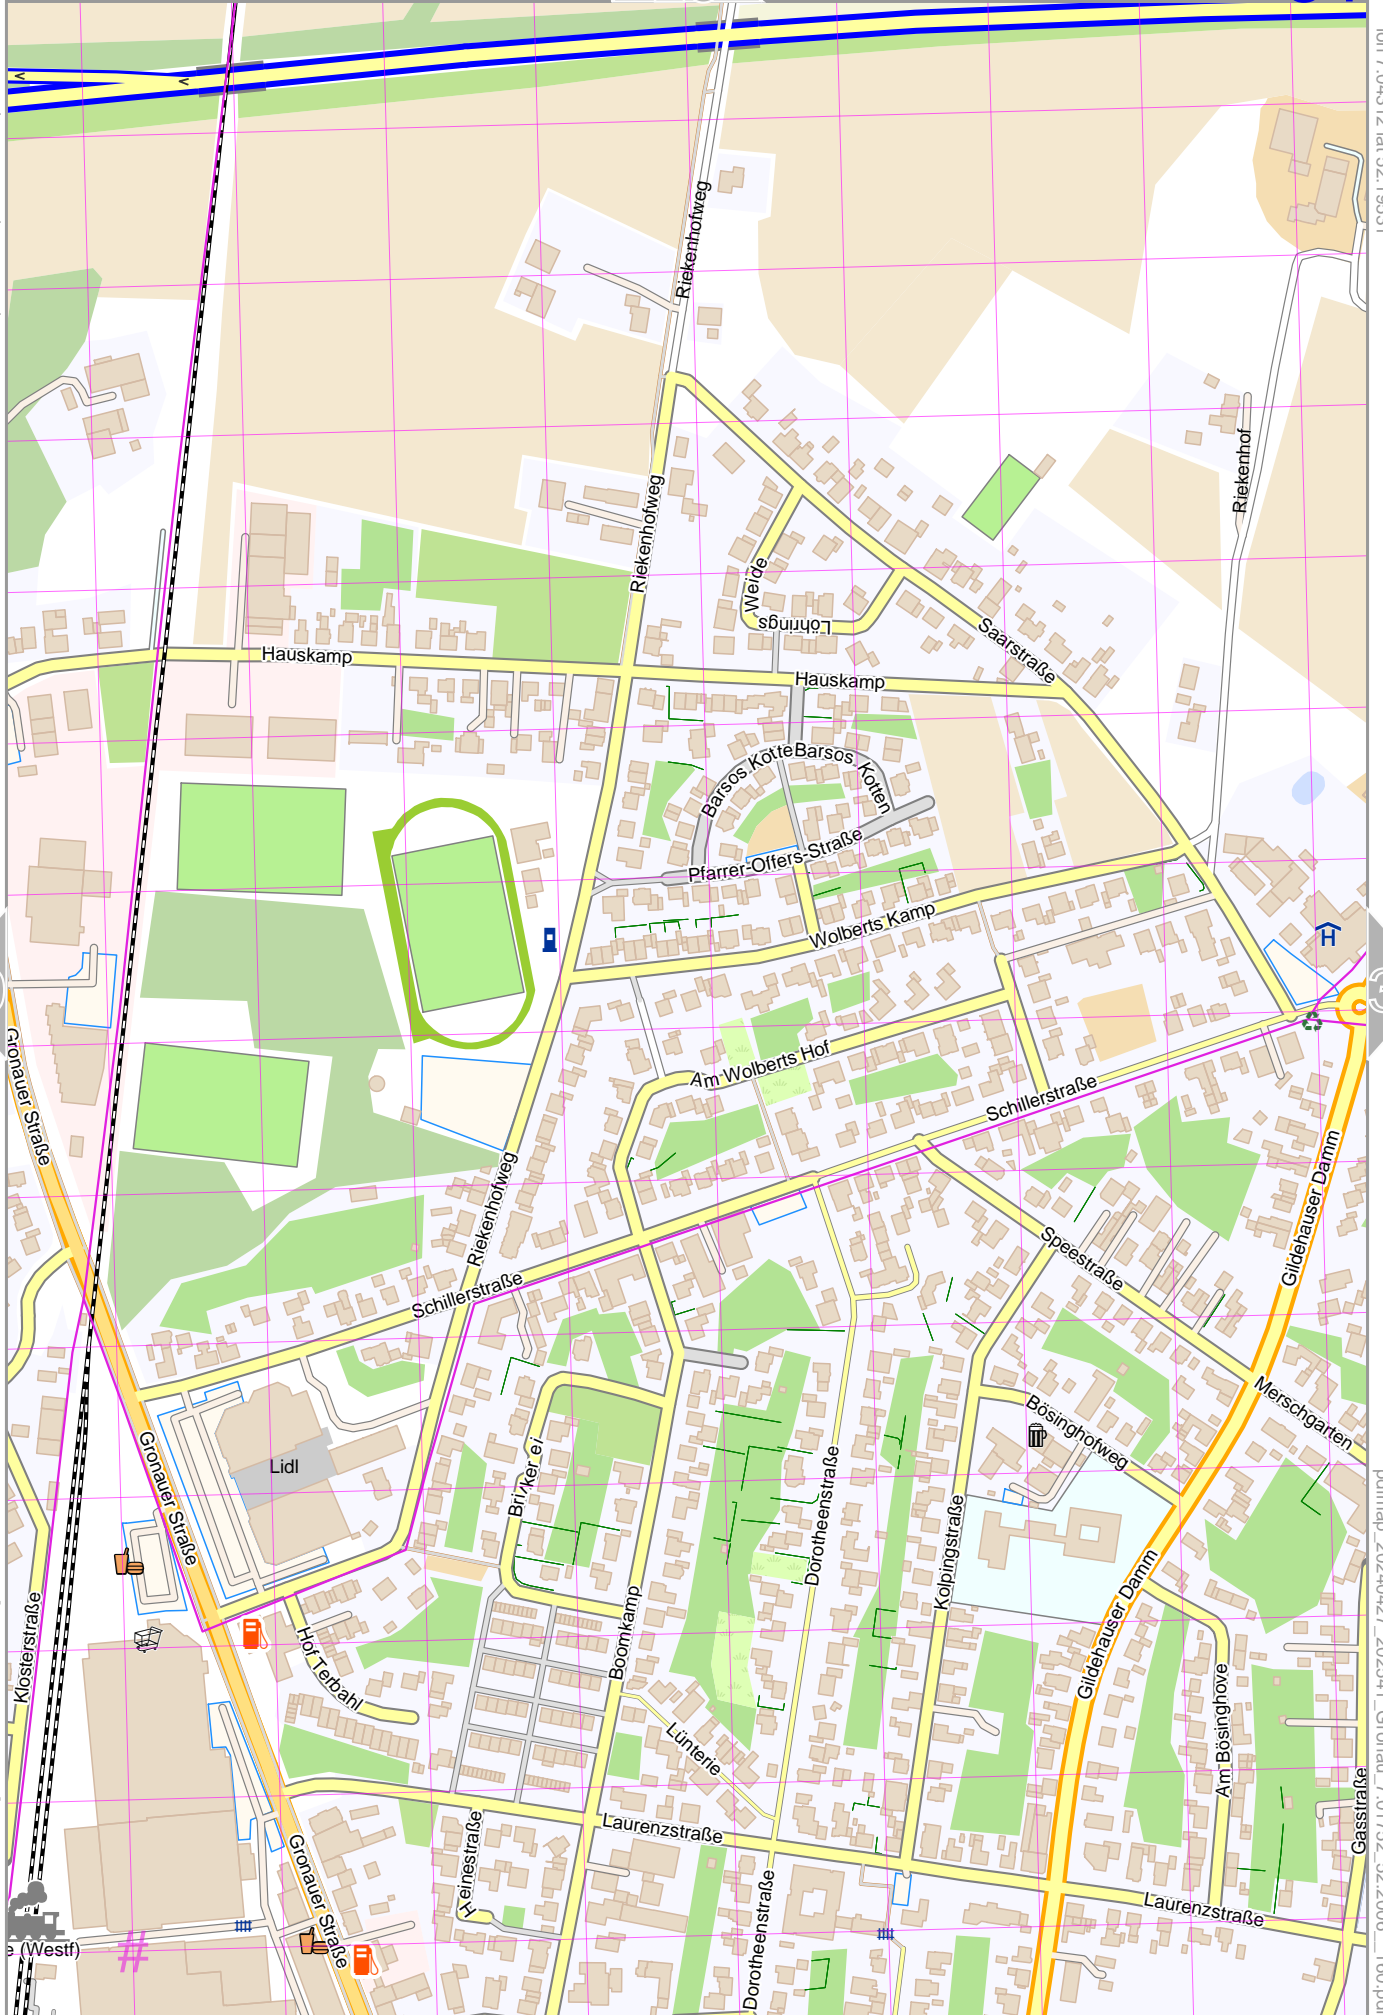 Riekenhofweg
Riekenhof
Riekenhofweg
Weide
Löhrings
Saarstraße
Hauskamp
Hauskamp
Barsos Kotte
Barsos Kotten
Pfarrer-Offers-Straße
Wolberts Kamp
H
Gronauer Straße
Am Wolberts Hof
Schillerstraße
Riekenhofweg
Gildehauser Damm
Speestraße
Schillerstraße
Merschgarten
Bösinghofweg
Gronauer Straße
Lidl
Dorotheenstraße
Kolpingstraße
Gildehauser Damm
Klosterstraße
Hof Terbahl
Boomkamp
Lünterie
Am Bösinghove
Gasstraße
Laurenzstraße
Gronauer Straße
Dorotheenstraße
Laurenzstraße
e (Westf)
#